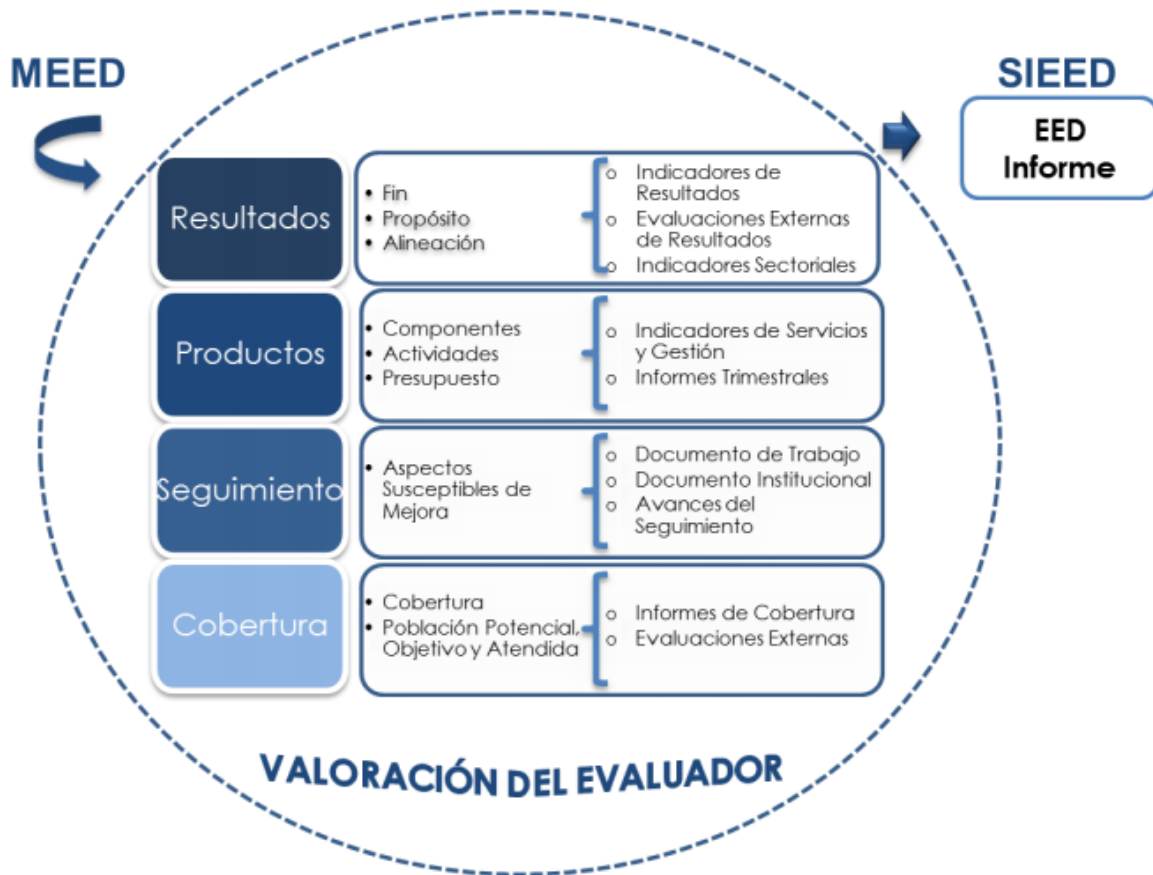 MEED
SIEED
EED
Informe
Resultados
• Fin
• Propósito
• Alineación
o Indicadores de
Resultados
o Evaluaciones Externas
de Resultados
o Indicadores Sectoriales
Productos
• Componentes
• Actividades
• Presupuesto
o Indicadores de Servicios
y Gestión
o Informes Trimestrales
Seguimiento
• Aspectos
Susceptibles de
Mejora
o Documento de Trabajo
o Documento Institucional
o Avances del
Seguimiento
Cobertura
• Cobertura
• Población Potencial,
Objetivo y Atendida
o Informes de Cobertura
o Evaluaciones Externas
VALORACIÓN DEL EVALUADOR